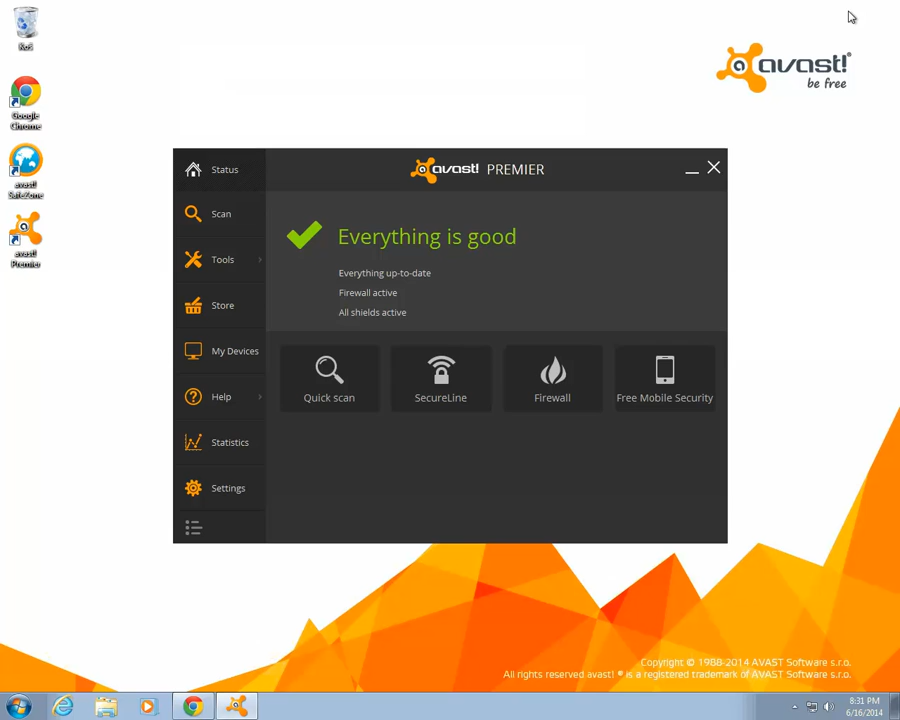 Koš
Google
Chrome
avast!
SafeZone
avast!
Premier
avast!®
be free
avast! PREMIER
Status
Scan
Tools
Store
My Devices
Help
Statistics
Settings
Everything is good
Everything up-to-date
Firewall active
All shields active
Quick scan
SecureLine
Firewall
Free Mobile Security
Copyright © 1988-2014 AVAST Software s.r.o.
All rights reserved avast! ® is a registered trademark of AVAST Software s.r.o.
8:31 PM
6/16/2014